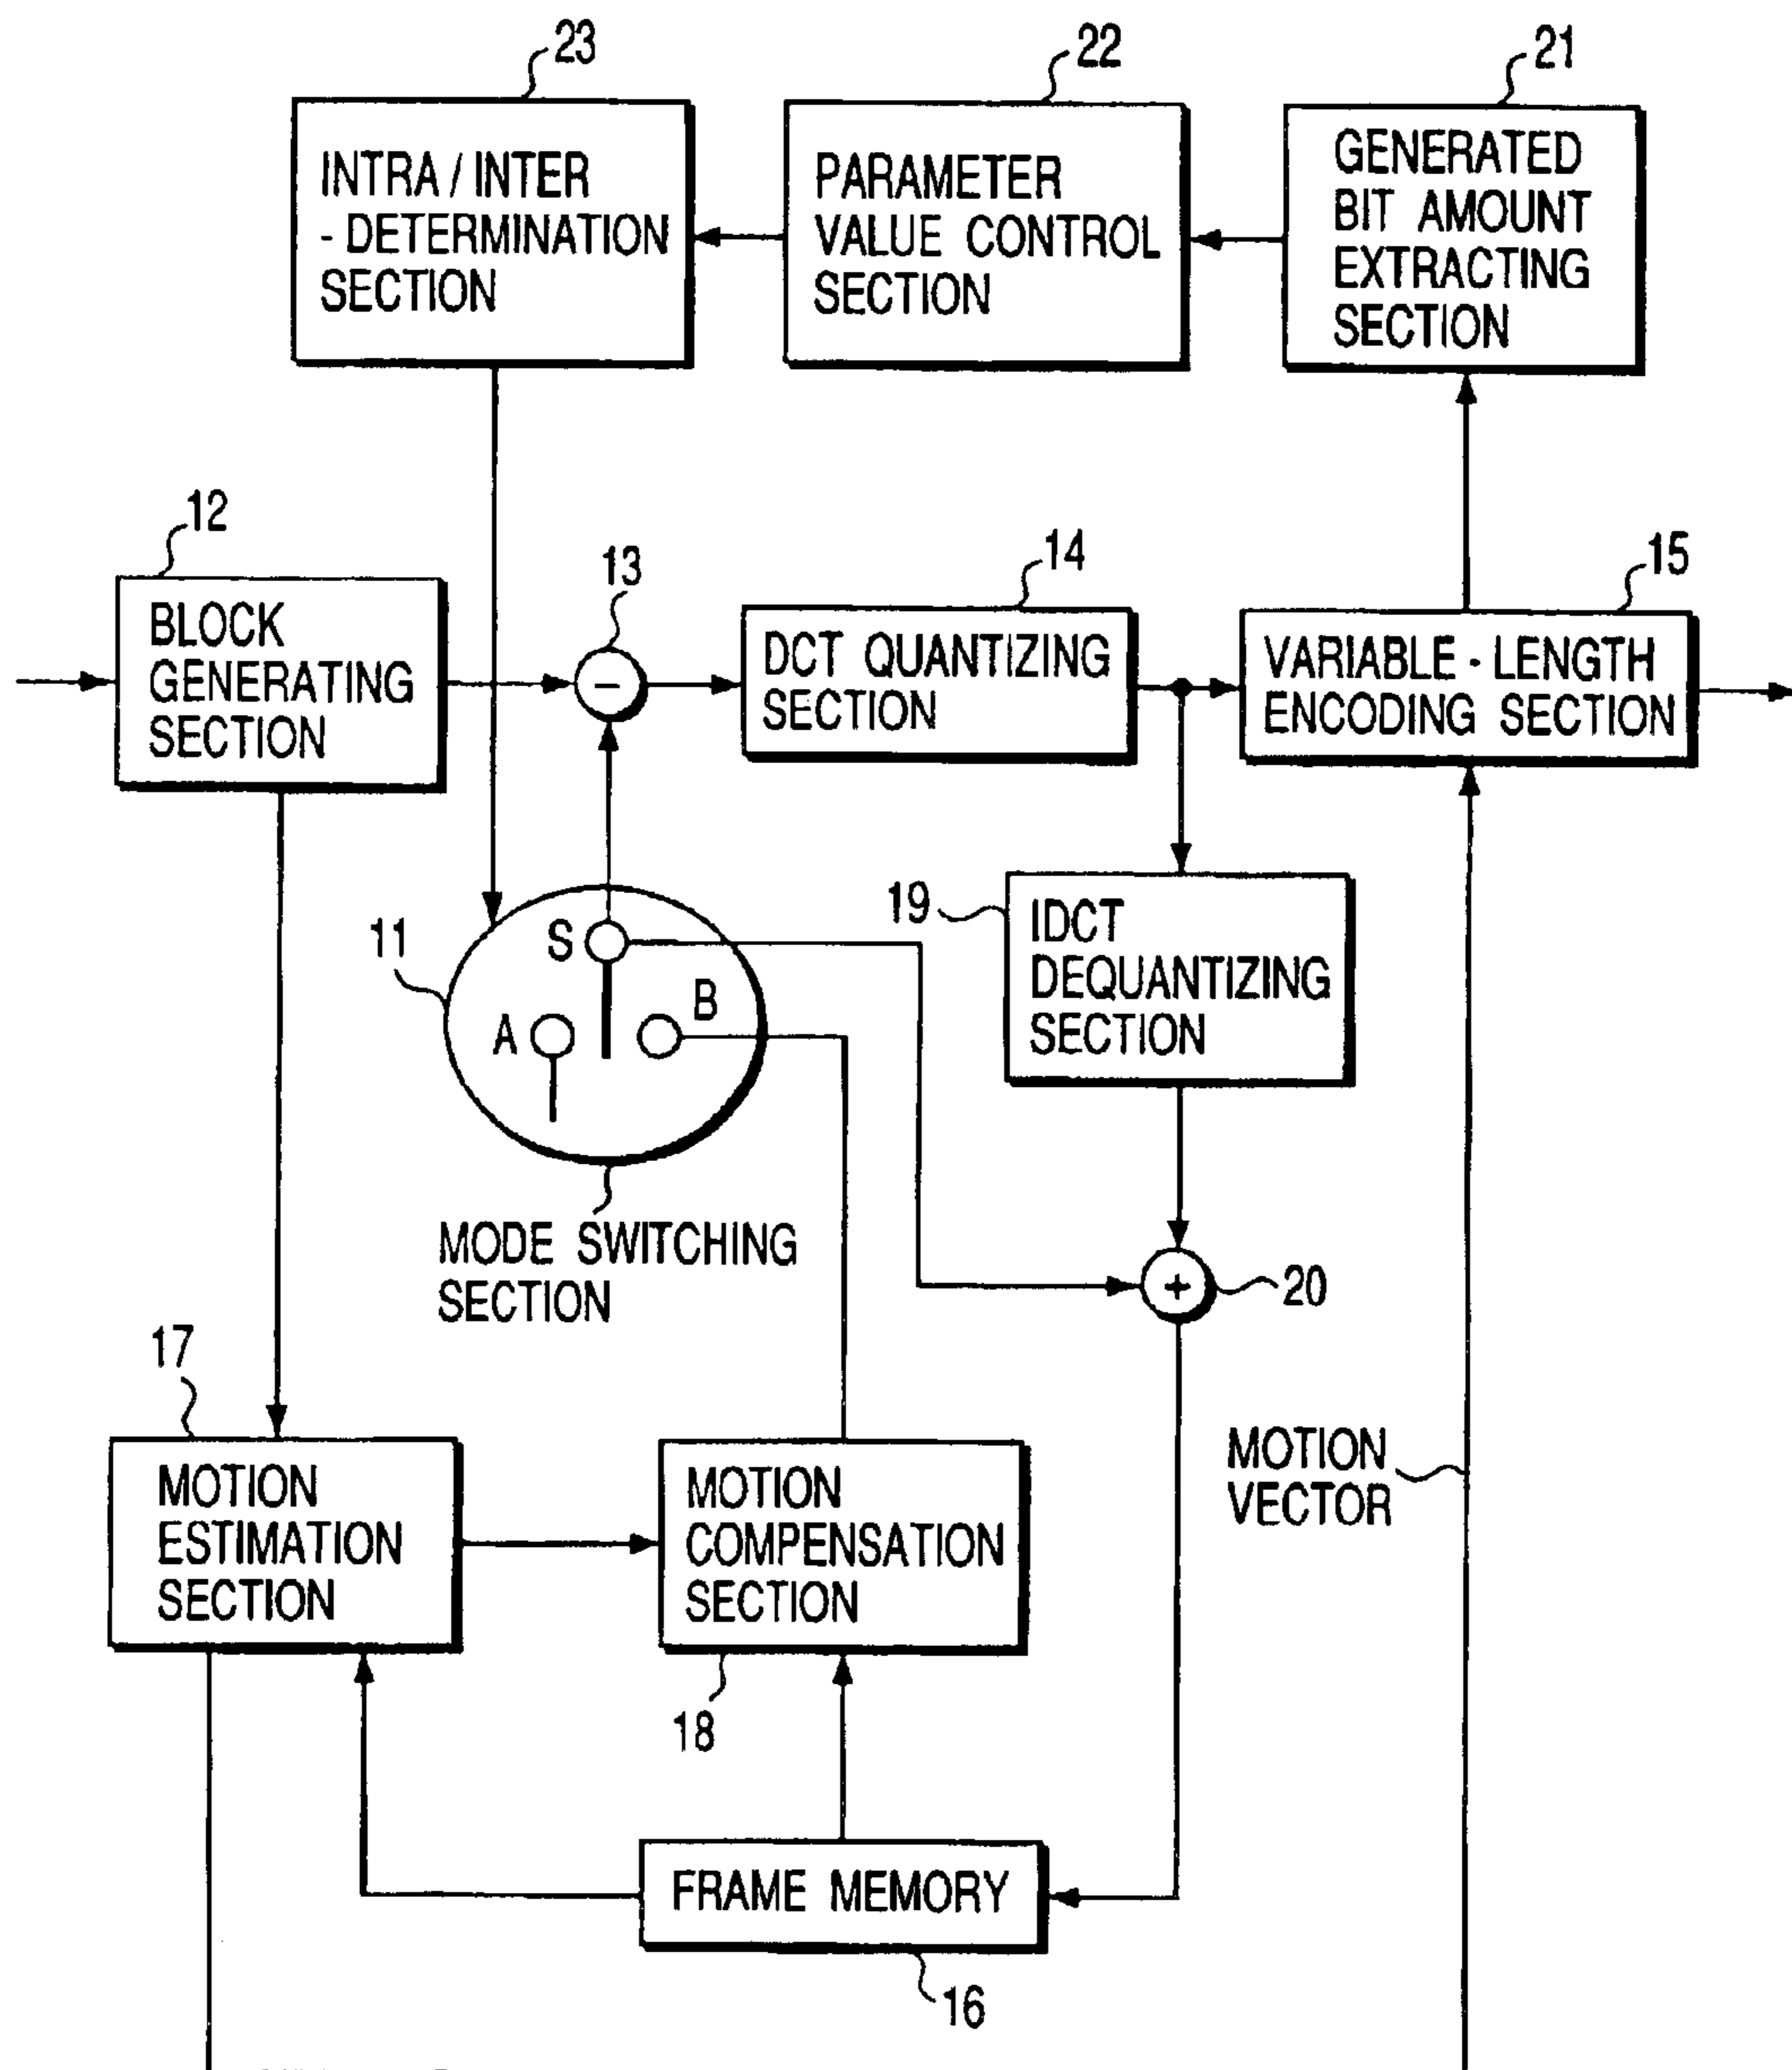 23
22
21
INTRA / INTER
- DETERMINATION
SECTION
PARAMETER
VALUE CONTROL
SECTION
GENERATED
BIT AMOUNT
EXTRACTING
SECTION
12
13
14
15
BLOCK
GENERATING
SECTION
-
DCT QUANTIZING
SECTION
VARIABLE - LENGTH
ENCODING SECTION
11
S
A
B
19
IDCT
DEQUANTIZING
SECTION
MODE SWITCHING
SECTION
+
20
17
MOTION
ESTIMATION
SECTION
MOTION
COMPENSATION
SECTION
18
MOTION
VECTOR
FRAME MEMORY
16